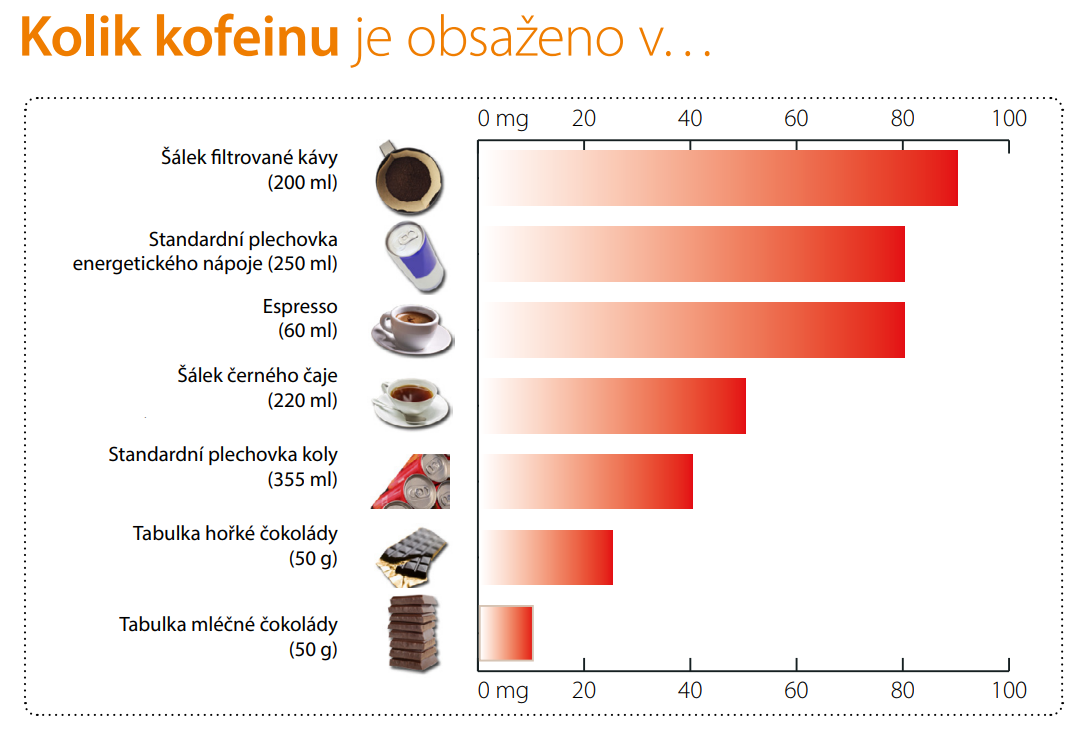 Kolik kofeinu je obsaženo v…
0 mg 20 40 60 80 100
Šálek filtrované kávy
(200 ml)
Standardní plechovka
energetického nápoje (250 ml)
Espresso
(60 ml)
Šálek černého čaje
(220 ml)
Standardní plechovka koly
(355 ml)
Tabulka hořké čokolády
(50 g)
Tabulka mléčné čokolády
(50 g)
0 mg 20 40 60 80 100